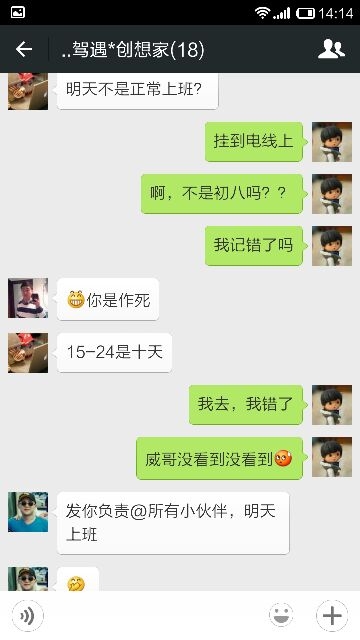 14:14
..驾遇*创想家(18)
明天不是正常上班？
挂到电线上
啊，不是初八吗？？
我记错了吗
你是作死
15-24是十天
我去，我错了
威哥没看到没看到
发你负责@所有小伙伴，明天
上班